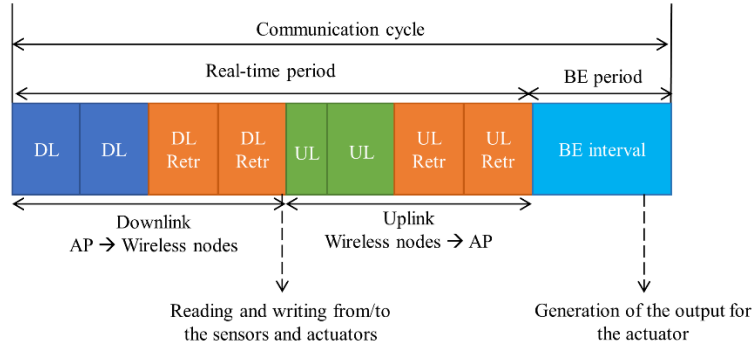 Communication cycle
Real-time period
BE period
DL
DL
DL
Retr
DL
Retr
UL
UL
UL
Retr
UL
Retr
BE interval
Downlink
AP → Wireless nodes
Uplink
Wireless nodes → AP
Reading and writing from/to
the sensors and actuators
Generation of the output for
the actuator